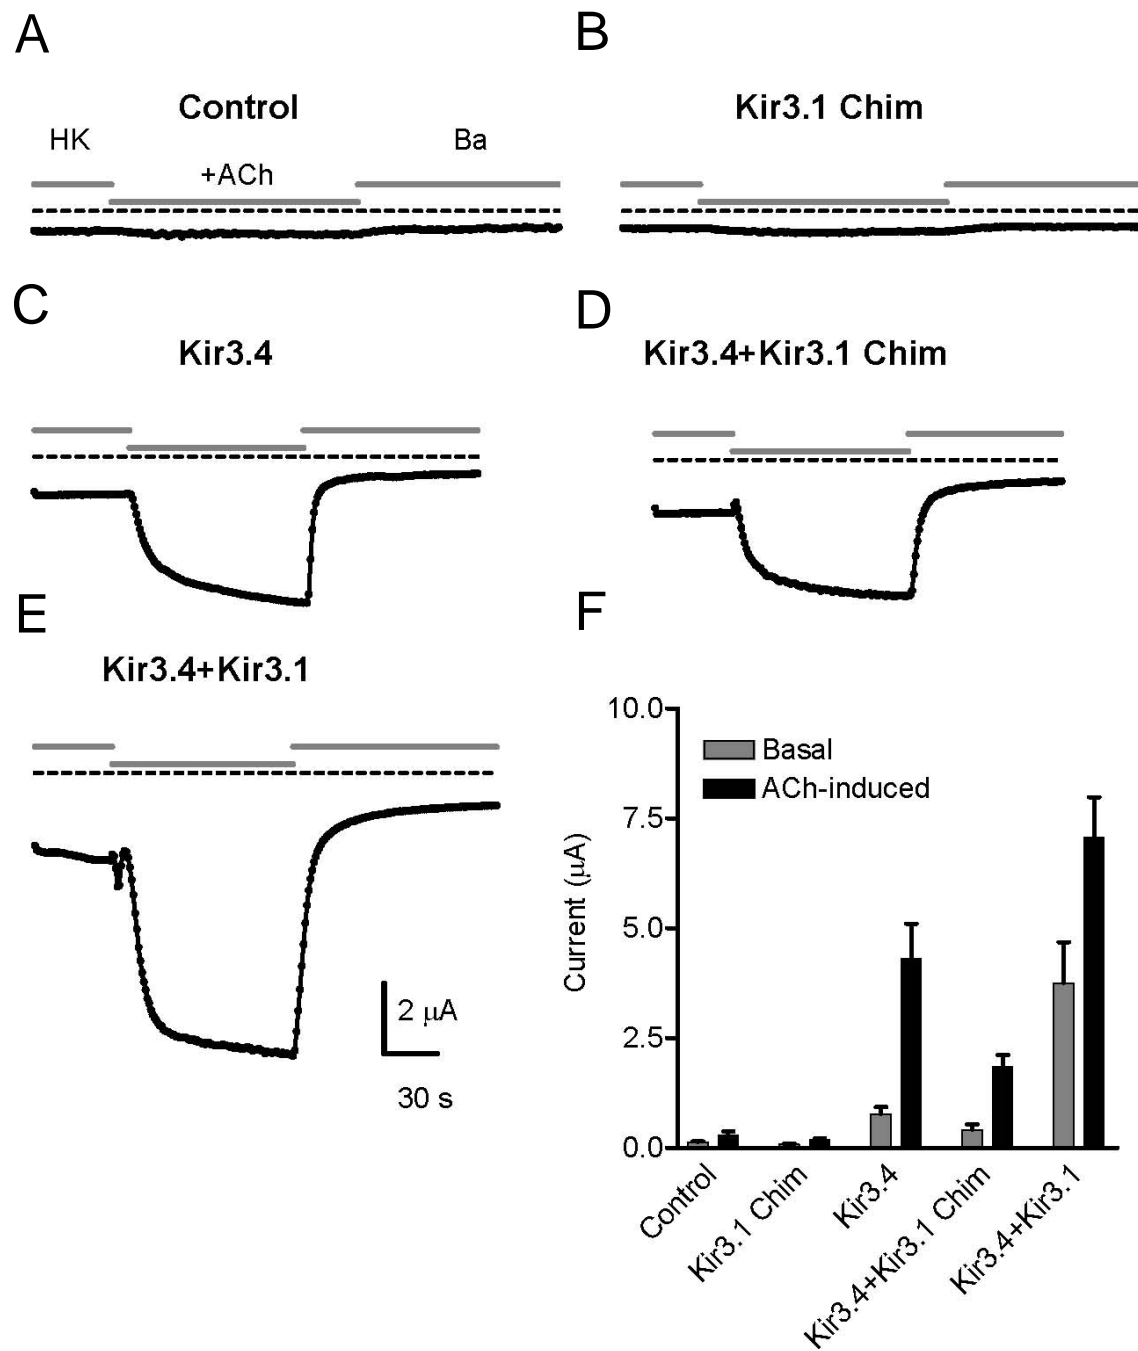 A
Control
HK
+ACh
Ba
B
Kir3.1 Chim
C
Kir3.4
D
Kir3.4+Kir3.1 Chim
E
Kir3.4+Kir3.1
2 μA
30 s
F
10.0
7.5
5.0
2.5
0.0
Current (μA)
Basal
ACh-induced
Control
Kir3.1 Chim
Kir3.4
Kir3.4+Kir3.1 Chim
Kir3.4+Kir3.1